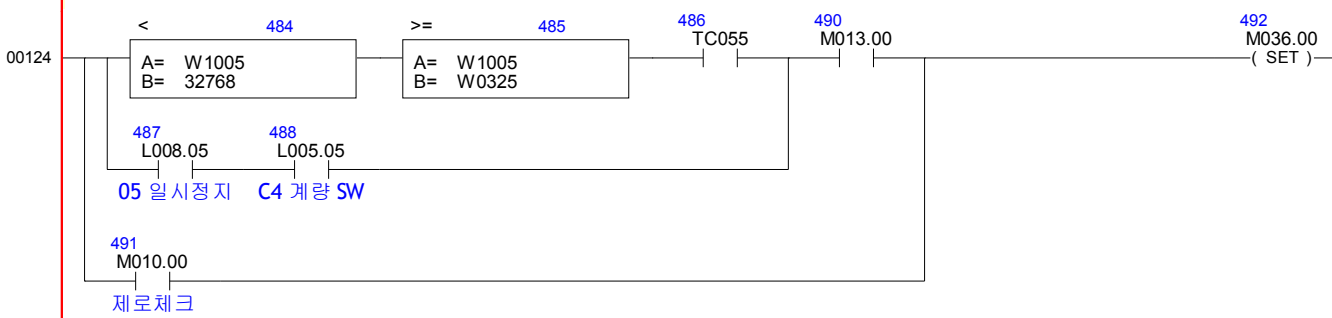 < 484 >= 485 486 490 492
TC055 M013.00 M036.00
00124 A= W1005 A= W1005 ( SET )
B= 32768 B= W0325
487 488
L008.05 L005.05
05 일시정지 C4 계량 SW
491
M010.00
제로체크